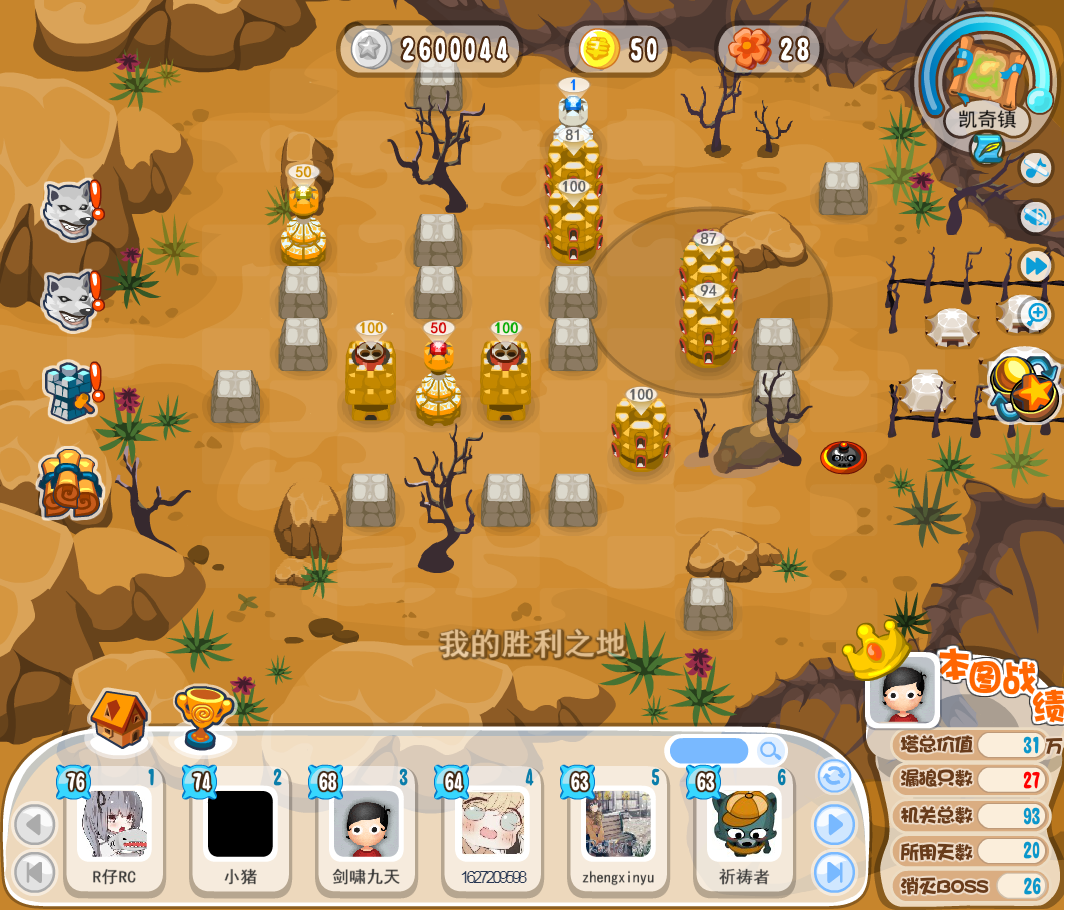 2600044
50
28
凯奇镇
1
81
100
50
87
94
100
50
100
100
我的胜利之地
本图战绩
塔总价值 31万
漏狼只数 27
机关总数 93
所用天数 20
消灭BOSS 26
76 1
R仔RC
74 2
小猪
68 3
剑啸九天
64 4
1627209598
63 5
zhengxinyu
63 6
祈祷者